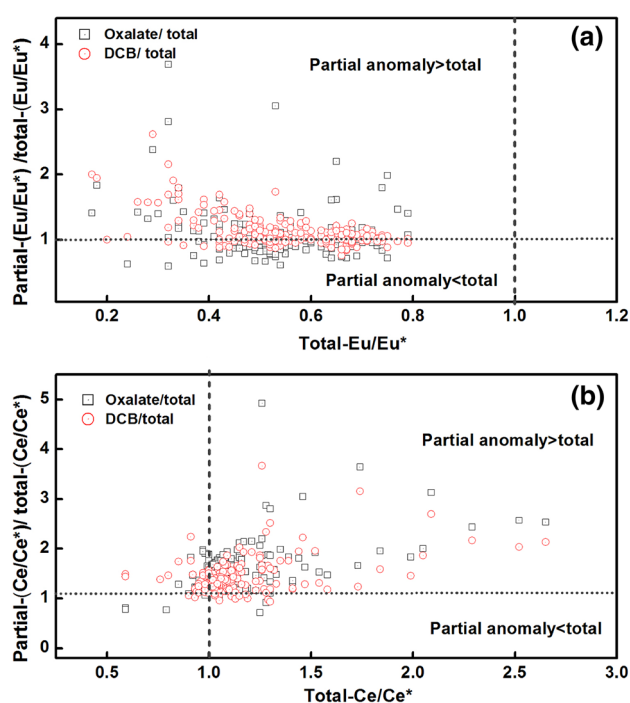 (a)
Oxalate/ total
DCB/ total
Partial anomaly>total
Partial anomaly<total
Partial-(Eu/Eu*) /total-(Eu/Eu*)
4
3
2
1
0.2 0.4 0.6 0.8 1.0 1.2
Total-Eu/Eu*
(b)
Oxalate/total
DCB/total
Partial anomaly>total
Partial anomaly<total
Partial-(Ce/Ce*)/ total-(Ce/Ce*)
5
4
3
2
1
0
0.5 1.0 1.5 2.0 2.5 3.0
Total-Ce/Ce*